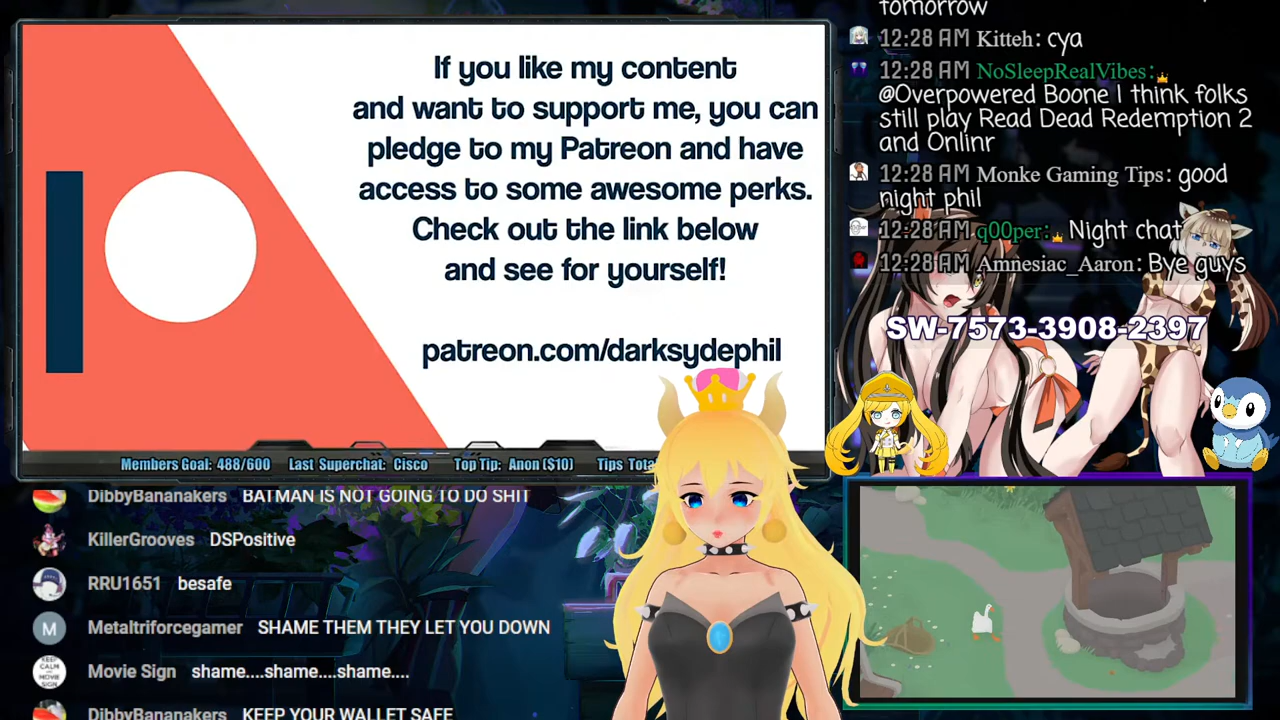 If you like my content
and want to support me, you can
pledge to my Patreon and have
access to some awesome perks.
Check out the link below
and see for yourself!
patreon.com/darksydephil
Members Goal: 488/600 Last Superchat: Cisco Top Tip: Anon ($10) Tips Tota
DibbyBananakers BATMAN IS NOT GOING TO DO SHIT
KillerGrooves DSPositive
RRU1651 besafe
Metaltriforcegamer SHAME THEM THEY LET YOU DOWN
Movie Sign shame....shame....shame....
DibbyBananakers KEEP YOUR WALLET SAFE
tomorrow
12:28 AM Kitteh: cya
12:28 AM NoSleepRealVibes:
@Overpowered Boone I think folks
still play Read Dead Redemption 2
and Onlinr
12:28 AM Monke Gaming Tips: good
night phil
12:28 AM q00per: Night chat
12:28 AM Amnesiac_Aaron: Bye guys
SW-7573-3908-2397